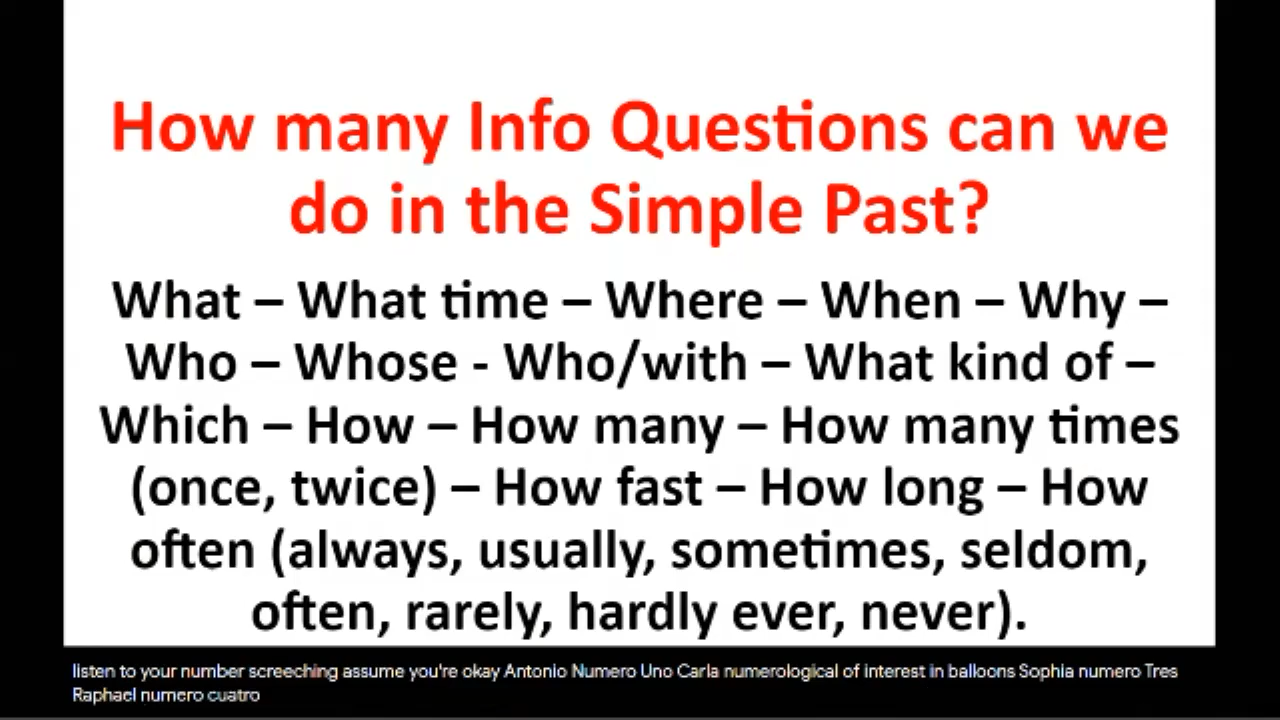 How many Info Questions can we
do in the Simple Past?
What – What time – Where – When – Why –
Who – Whose - Who/with – What kind of –
Which – How – How many – How many times
(once, twice) – How fast – How long – How
often (always, usually, sometimes, seldom,
often, rarely, hardly ever, never).
listen to your number screeching assume you're okay Antonio Numero Uno Carla numerological of interest in balloons Sophia numero Tres
Raphael numero cuatro